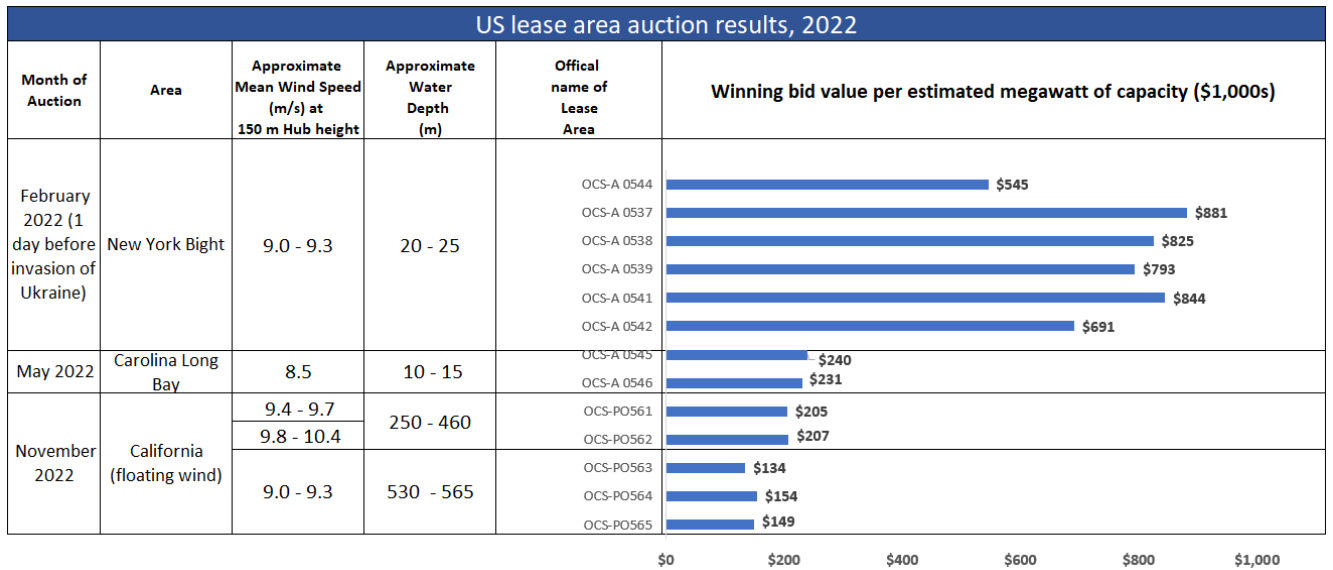 US lease area auction results, 2022
Month of
Auction
Area
Approximate
Mean Wind Speed
(m/s) at
150 m Hub height
Approximate
Water
Depth
(m)
Offical
name of
Lease
Area
Winning bid value per estimated megawatt of capacity ($1,000s)
February
2022 (1
day before
invasion of
Ukraine)
New York Bight
9.0 - 9.3
20 - 25
OCS-A 0544
$545
OCS-A 0537
$881
OCS-A 0538
$825
OCS-A 0539
$793
OCS-A 0541
$844
OCS-A 0542
$691
May 2022
Carolina Long
Bay
8.5
10 - 15
OCS-A 0545
$240
OCS-A 0546
$231
November
2022
California
(floating wind)
9.4 - 9.7
9.8 - 10.4
250 - 460
OCS-PO561
$205
OCS-PO562
$207
9.0 - 9.3
530 - 565
OCS-PO563
$134
OCS-PO564
$154
OCS-PO565
$149
$0 $200 $400 $600 $800 $1,000